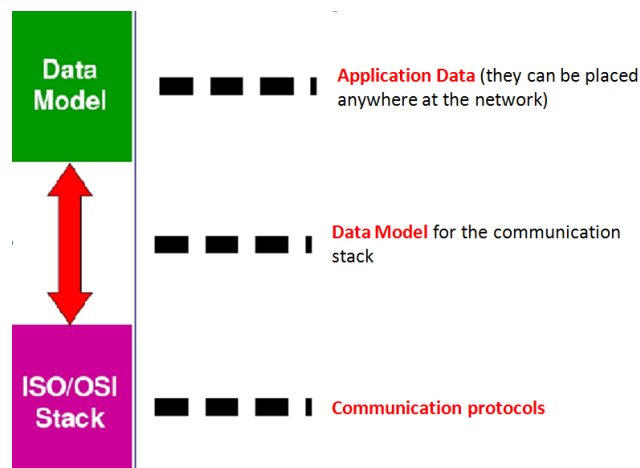 Data
Model
Application Data (they can be placed
anywhere at the network)
Data Model for the communication
stack
ISO/OSI
Stack
Communication protocols